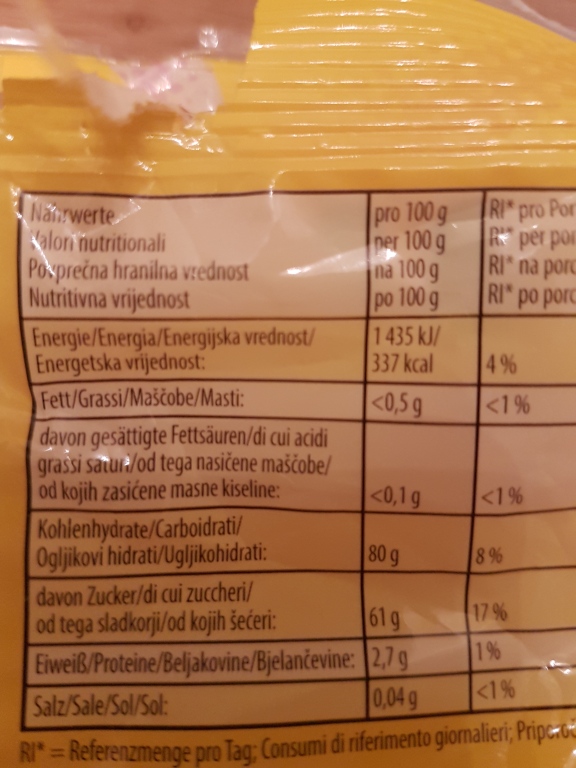 Nährwerte pro 100 g RI* pro Por
Valori nutritionali per 100 g RI* per por
Povprečna hranilna vrednost na 100 g RI* na porc
Nutritivna vrijednost po 100 g RI* po porc
Energie/Energia/Energijska vrednost/ 1 435 kJ/
Energetska vrijednost: 337 kcal 4 %
Fett/Grassi/Maščobe/Masti: <0,5 g <1 %
davon gesättigte Fettsäuren/di cui acidi
grassi saturi/od tega nasičene maščobe/
od kojih zasićene masne kiseline: <0,1 g <1 %
Kohlenhydrate/Carboidrati/
Ogljikovi hidrati/Ugljikohidrati: 80 g 8 %
davon Zucker/di cui zuccheri/
od tega sladkorji/od kojih šećeri: 61 g 17 %
Eiweiß/Proteine/Beljakovine/Bjelančevine: 2,7 g 1 %
Salz/Sale/Sol/Sol: 0,04 g <1 %
RI* = Referenzmenge pro Tag; Consumi di riferimento giornalieri; Priporoč